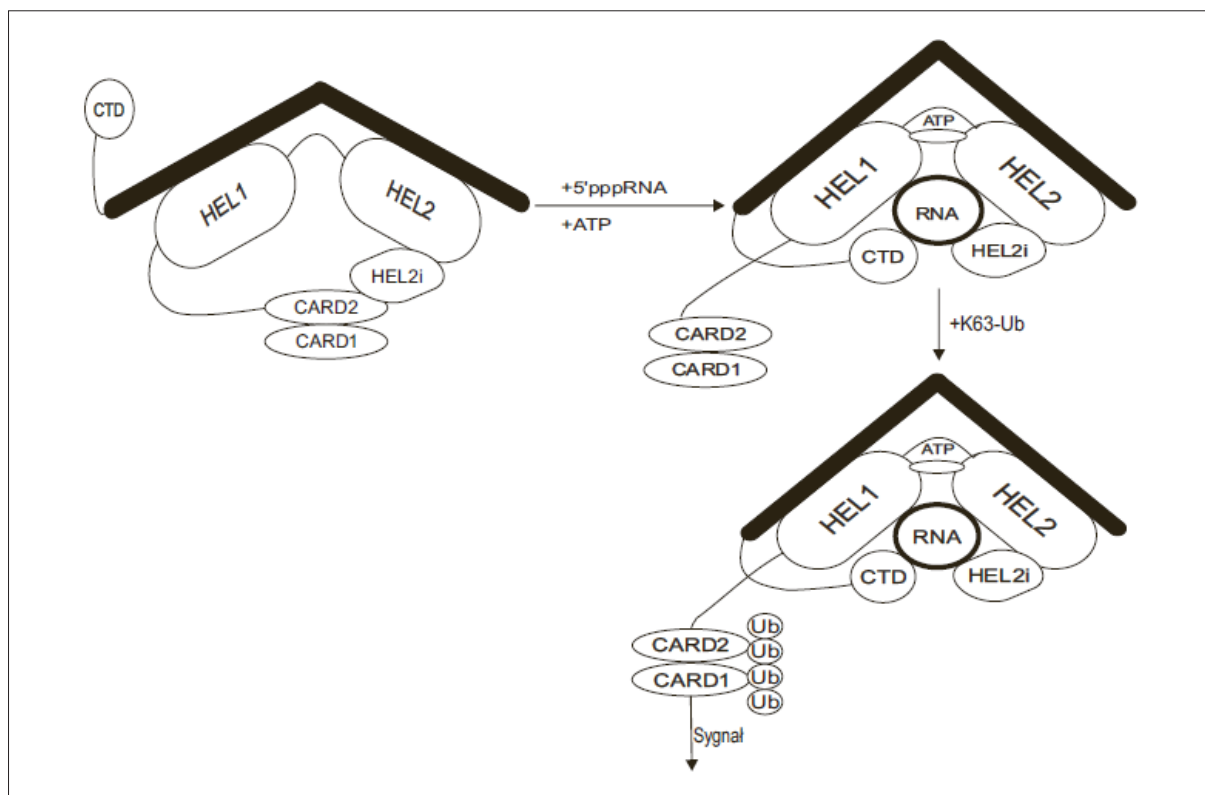 CTD
HEL1
HEL2
HEL2i
CARD2
CARD1
+5'pppRNA
+ATP
ATP
HEL1
HEL2
RNA
CTD
HEL2i
CARD2
CARD1
+K63-Ub
ATP
HEL1
HEL2
RNA
CTD
HEL2i
CARD2
CARD1
Ub
Ub
Ub
Ub
Sygnał